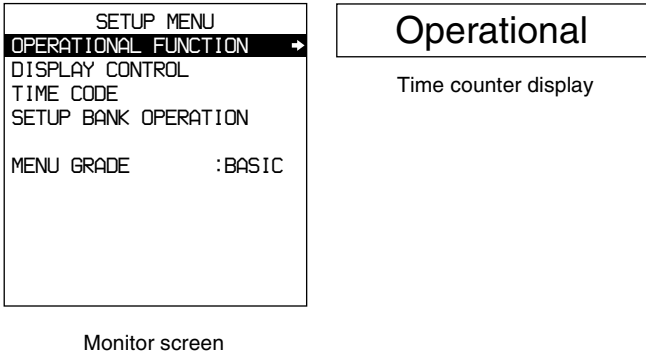 SETUP MENU
OPERATIONAL FUNCTION →
DISPLAY CONTROL
TIME CODE
SETUP BANK OPERATION
MENU GRADE :BASIC
Monitor screen
Operational
Time counter display